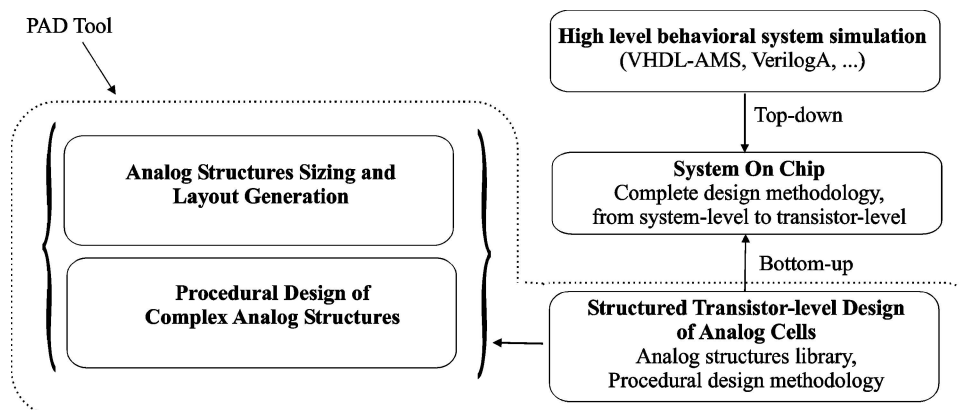 PAD Tool
High level behavioral system simulation
(VHDL-AMS, VerilogA, ...)
Top-down
Analog Structures Sizing and
Layout Generation
System On Chip
Complete design methodology,
from system-level to transistor-level
Bottom-up
Procedural Design of
Complex Analog Structures
Structured Transistor-level Design
of Analog Cells
Analog structures library,
Procedural design methodology